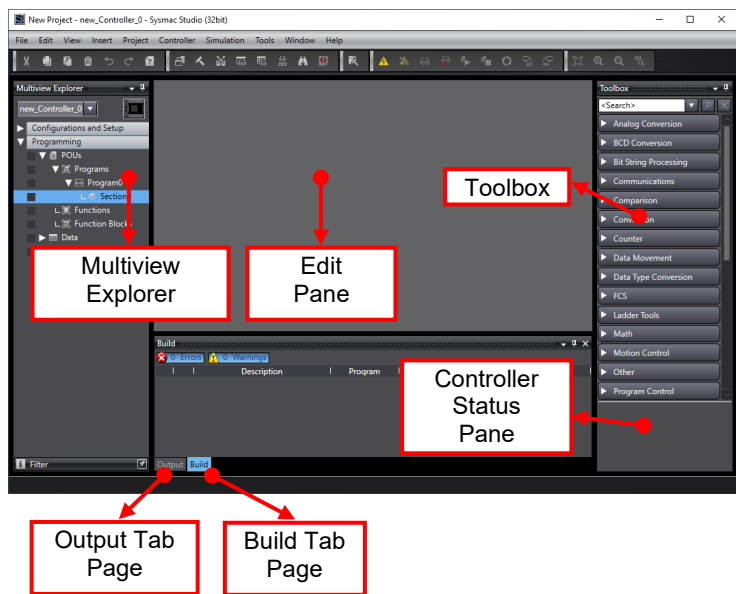 New Project - new_Controller_0 - Sysmac Studio (32bit)
File Edit View Insert Project Controller Simulation Tools Window Help
Multiview Explorer
new_Controller_0
Configurations and Setup
Programming
POUs
Programs
Program0
Section
Functions
Function Blocks
Data
Filter
Multiview
Explorer
Edit
Pane
Toolbox
Toolbox
<Search>
Analog Conversion
BCD Conversion
Bit String Processing
Communications
Comparison
Conversion
Counter
Data Movement
Data Type Conversion
FCS
Ladder Tools
Math
Motion Control
Other
Program Control
Build
0 Errors 0 Warnings
Description Program
Controller
Status
Pane
Output Build
Output Tab
Page
Build Tab
Page